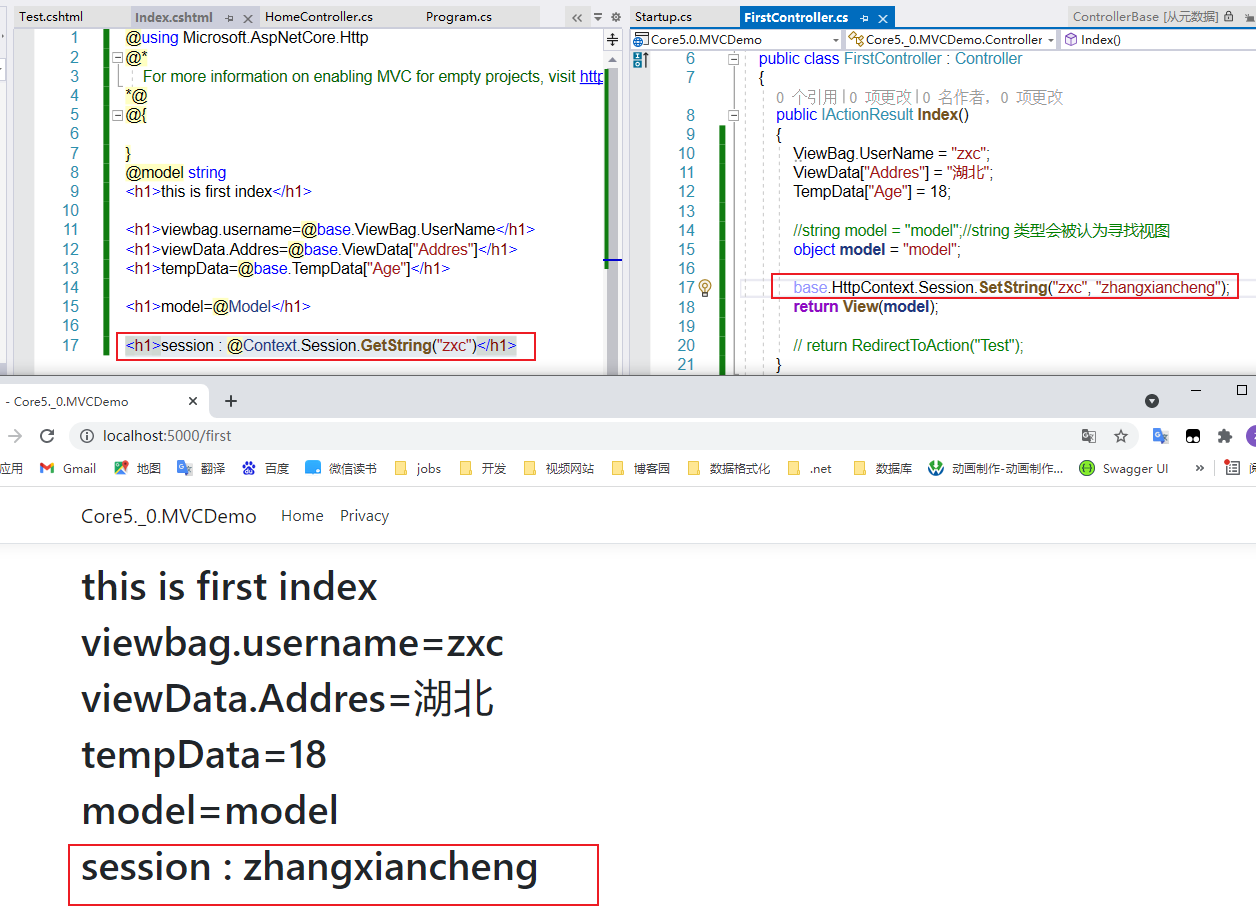 Test.cshtml Index.cshtml HomeController.cs Program.cs
1 @using Microsoft.AspNetCore.Http
2 @*
3 For more information on enabling MVC for empty projects, visit http
4 *@
5 @{
6
7 }
8 @model string
9 <h1>this is first index</h1>
10
11 <h1>viewbag.username=@base.ViewBag.UserName</h1>
12 <h1>viewData.Addres=@base.ViewData["Addres"]</h1>
13 <h1>tempData=@base.TempData["Age"]</h1>
14
15 <h1>model=@Model</h1>
16
17 <h1>session : @Context.Session.GetString("zxc")</h1>
Startup.cs FirstController.cs ControllerBase [从元数据]
Core5.0.MVCDemo Core5._0.MVCDemo.Controller Index()
6 public class FirstController : Controller
7 {
0 个引用|0 项更改|0 名作者, 0 项更改
8 public IActionResult Index()
9 {
10 ViewBag.UserName = "zxc";
11 ViewData["Addres"] = "湖北";
12 TempData["Age"] = 18;
13
14 //string model = "model";//string 类型会被认为寻找视图
15 object model = "model";
16
17 base.HttpContext.Session.SetString("zxc", "zhangxiancheng");
18 return View(model);
19
20 // return RedirectToAction("Test");
21 }
- Core5._0.MVCDemo
localhost:5000/first
应用 Gmail 地图 翻译 百度 微信读书 jobs 开发 视频网站 博客园 数据格式化 .net 数据库 动画制作-动画制作... Swagger UI » 阅
Core5._0.MVCDemo Home Privacy
this is first index
viewbag.username=zxc
viewData.Addres=湖北
tempData=18
model=model
session : zhangxiancheng